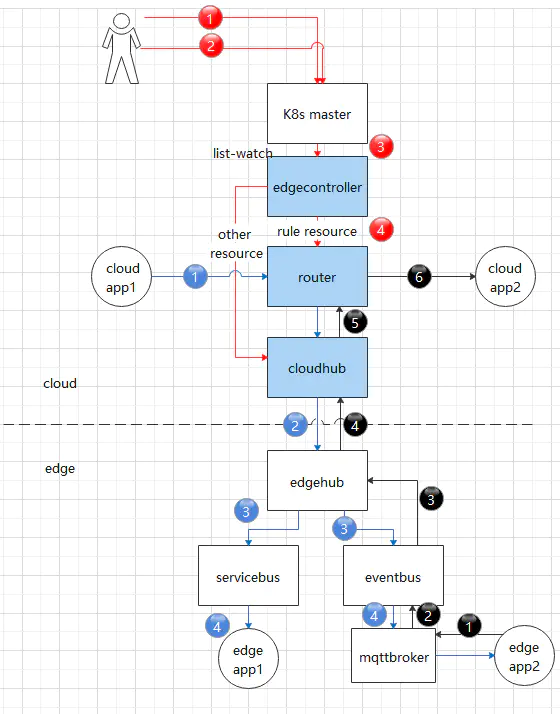 1
2
K8s master
3
list-watch
edgecontroller
rule resource
4
other
resource
cloud
app1
1
router
6
cloud
app2
5
cloudhub
cloud
2
4
edge
edgehub
3
3
3
servicebus
eventbus
4
4
2
1
edge
app1
mqttbroker
edge
app2